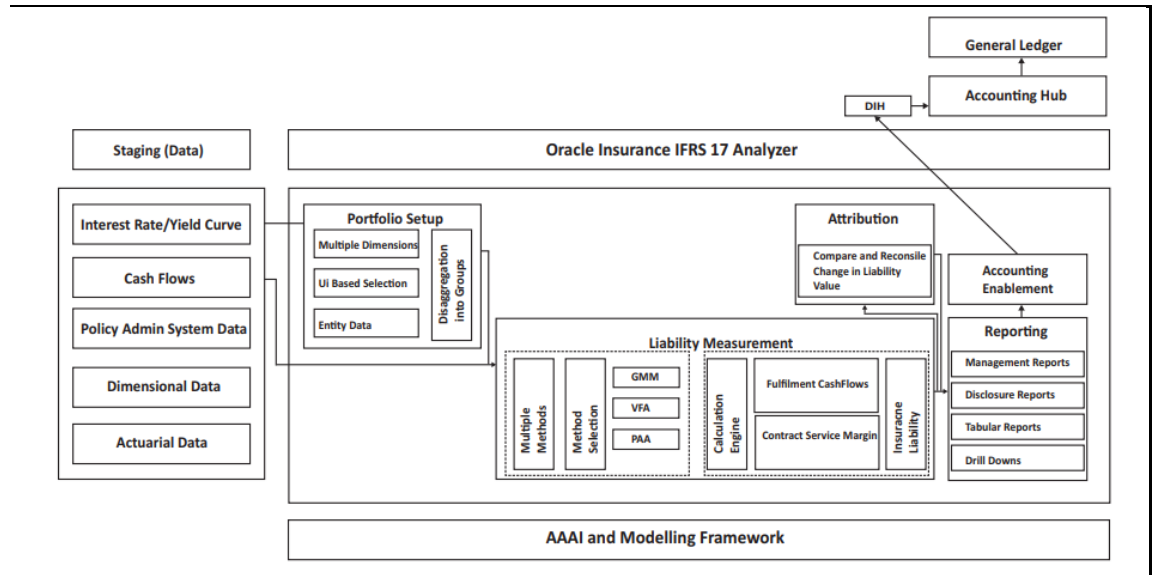 General Ledger
Accounting Hub
DIH
Staging (Data)
Oracle Insurance IFRS 17 Analyzer
Interest Rate/Yield Curve
Cash Flows
Policy Admin System Data
Dimensional Data
Actuarial Data
Portfolio Setup
Multiple Dimensions
Ui Based Selection
Entity Data
Disaggregation
into Groups
Attribution
Compare and Reconcile
Change in Liability
Value
Accounting
Enablement
Liability Measurement
Multiple
Methods
Method
Selection
GMM
VFA
PAA
Calculation
Engine
Fulfilment CashFlows
Contract Service Margin
Insuracne
Liability
Reporting
Management Reports
Disclosure Reports
Tabular Reports
Drill Downs
AAAI and Modelling Framework